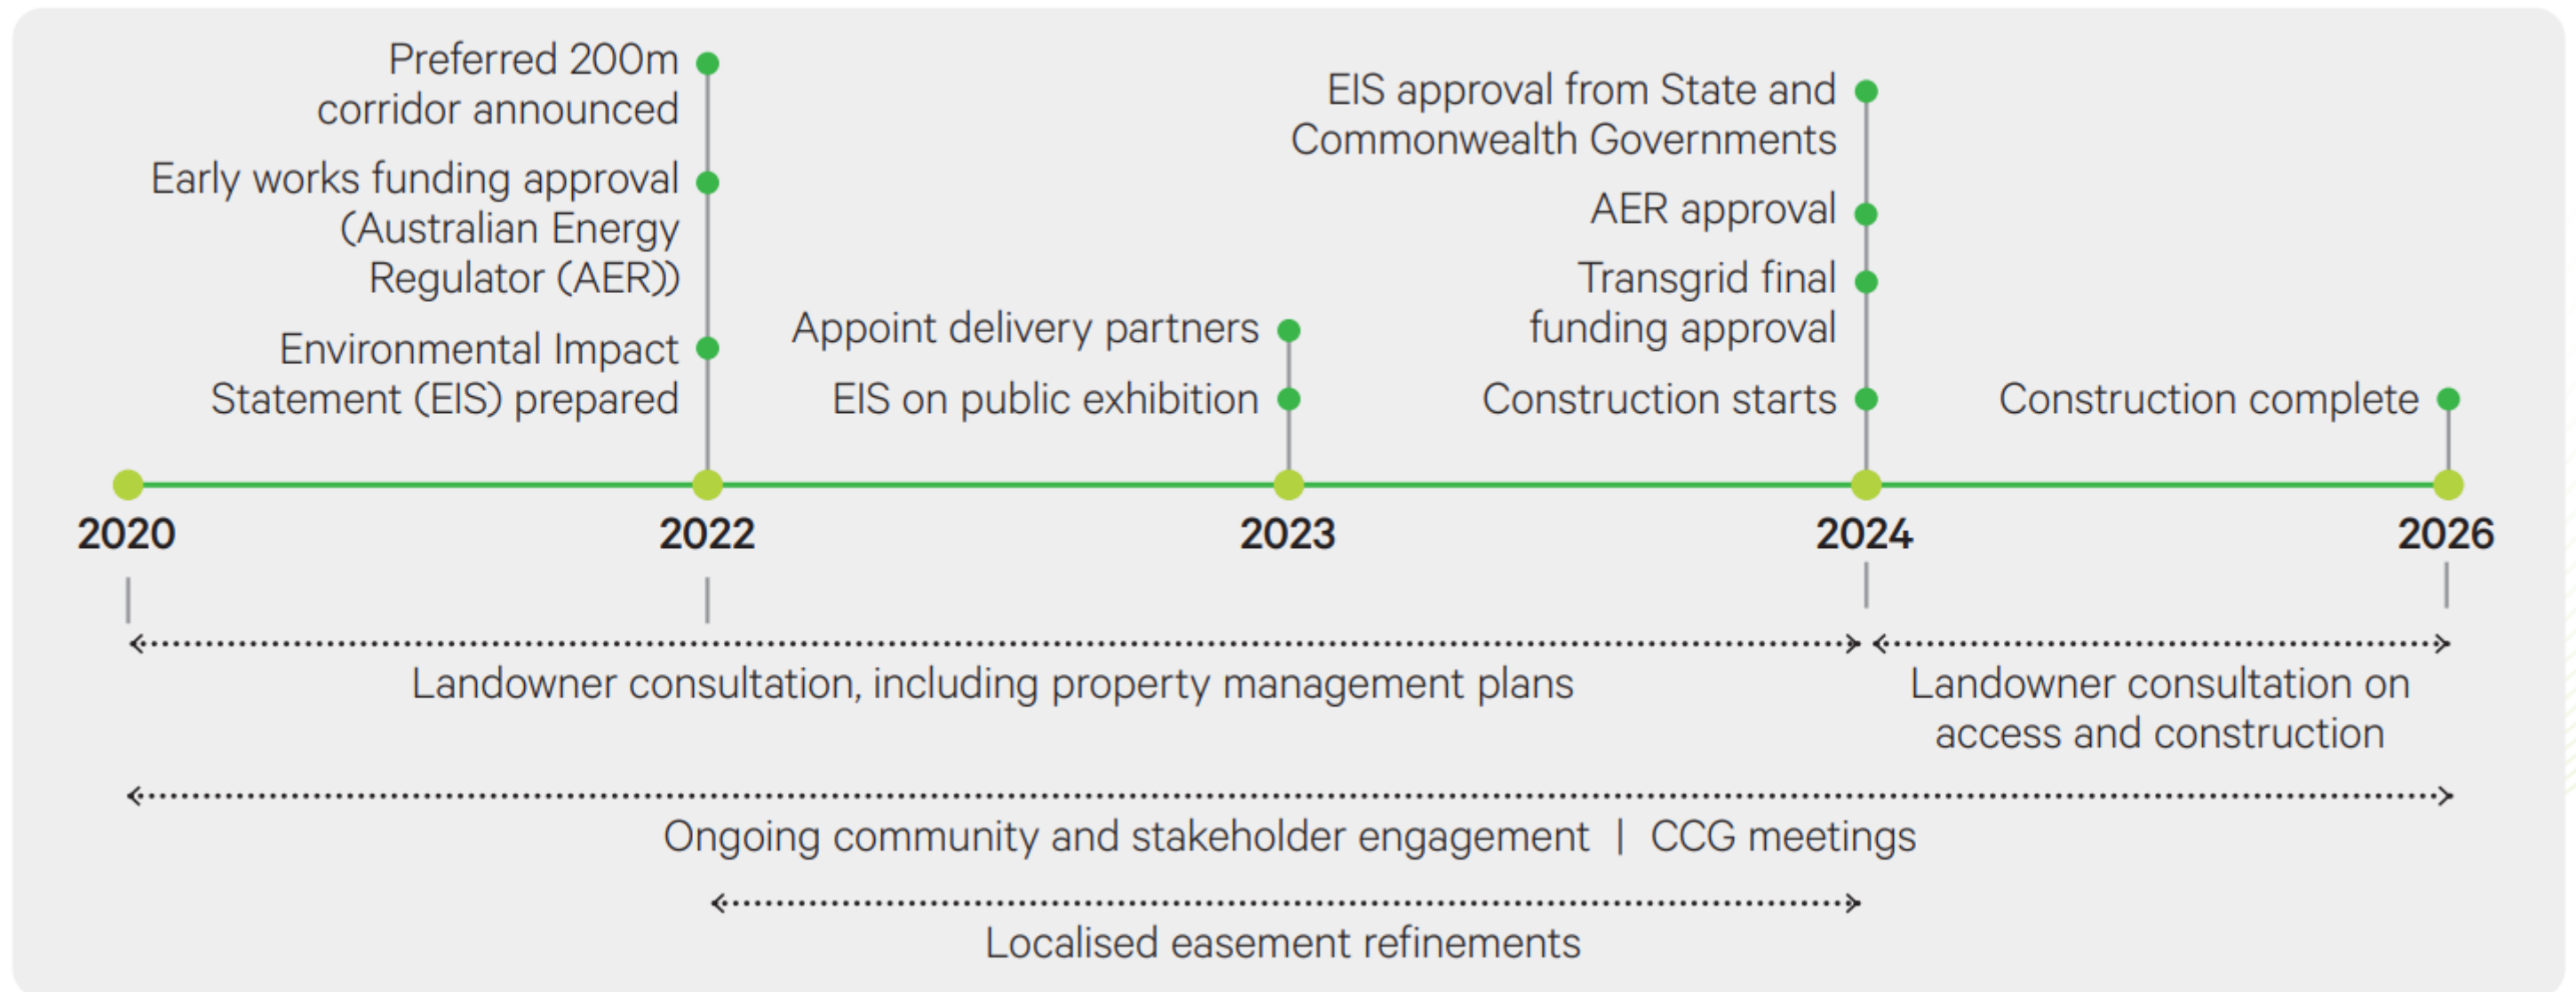 Preferred 200m
corridor announced
Early works funding approval
(Australian Energy
Regulator (AER))
Environmental Impact
Statement (EIS) prepared
Appoint delivery partners
EIS on public exhibition
EIS approval from State and
Commonwealth Governments
AER approval
Transgrid final
funding approval
Construction starts
Construction complete
2020
2022
2023
2024
2026
Landowner consultation, including property management plans
Landowner consultation on
access and construction
Ongoing community and stakeholder engagement | CCG meetings
Localised easement refinements